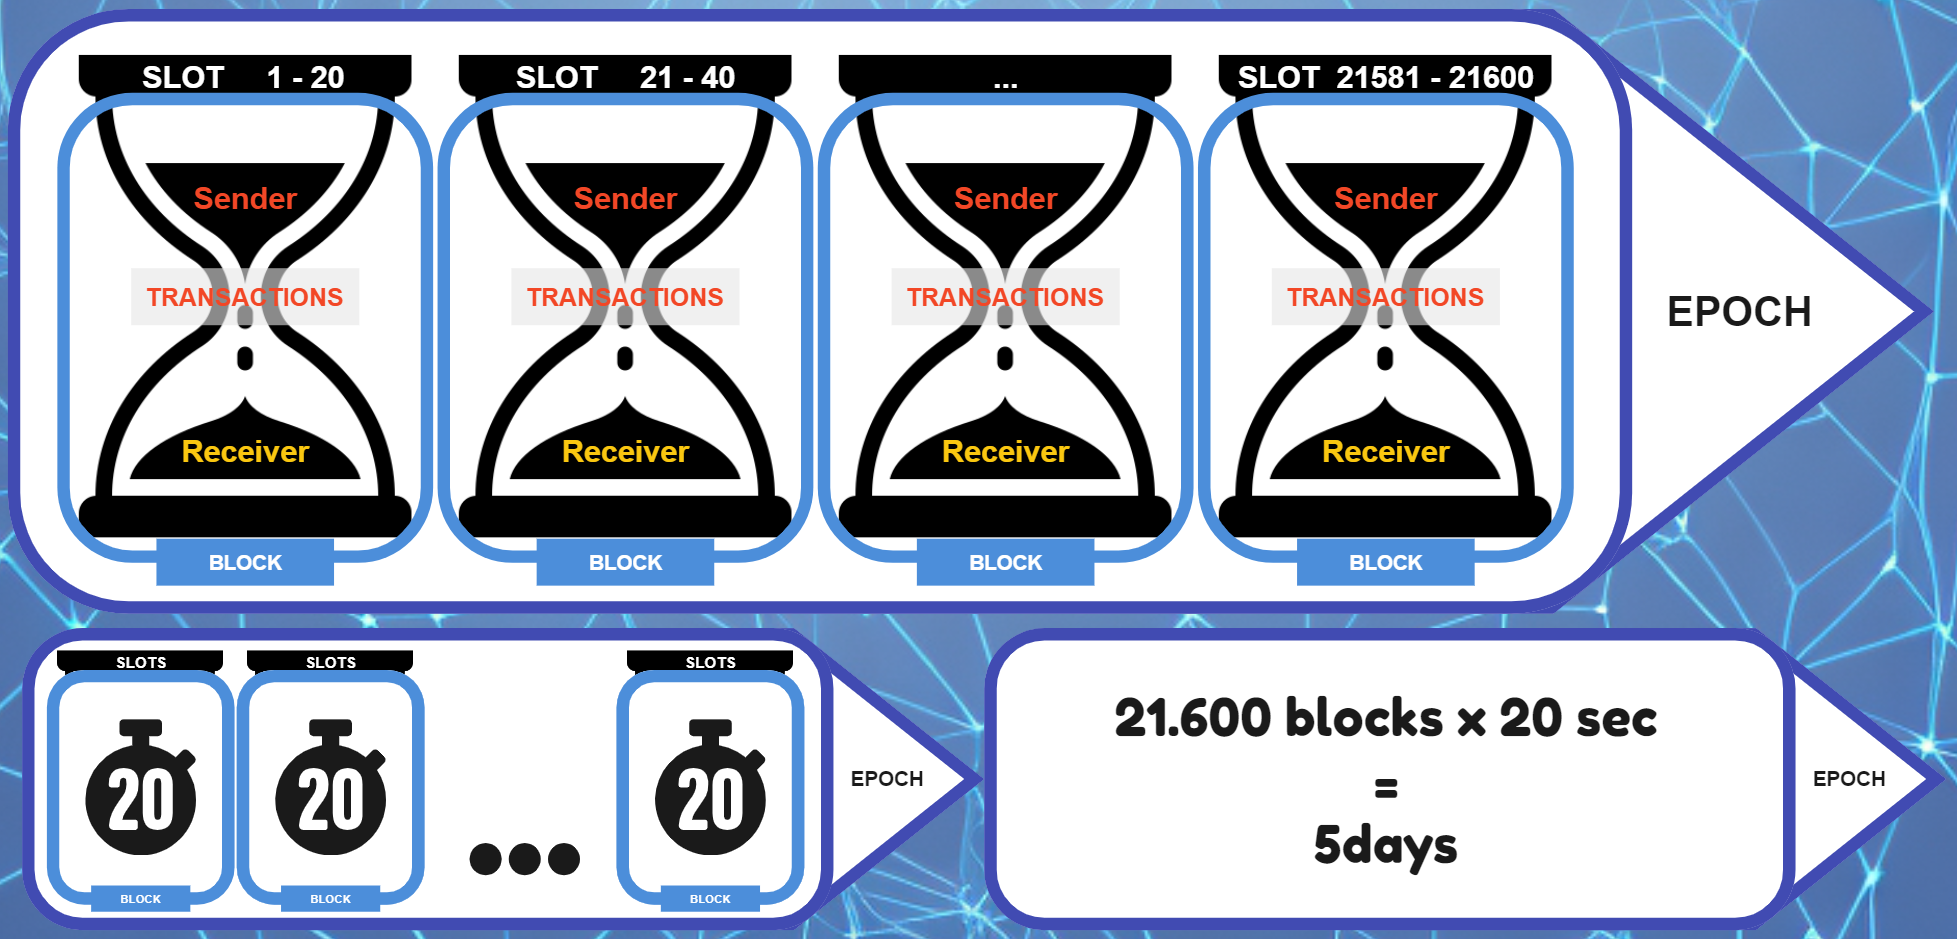 SLOT 1 - 20
SLOT 21 - 40
...
SLOT 21581 - 21600
Sender
Sender
Sender
Sender
TRANSACTIONS
TRANSACTIONS
TRANSACTIONS
TRANSACTIONS
EPOCH
Receiver
Receiver
Receiver
Receiver
BLOCK
BLOCK
BLOCK
BLOCK
SLOTS
SLOTS
SLOTS
20
20
20
BLOCK
BLOCK
BLOCK
EPOCH
21.600 blocks x 20 sec
=
5days
EPOCH